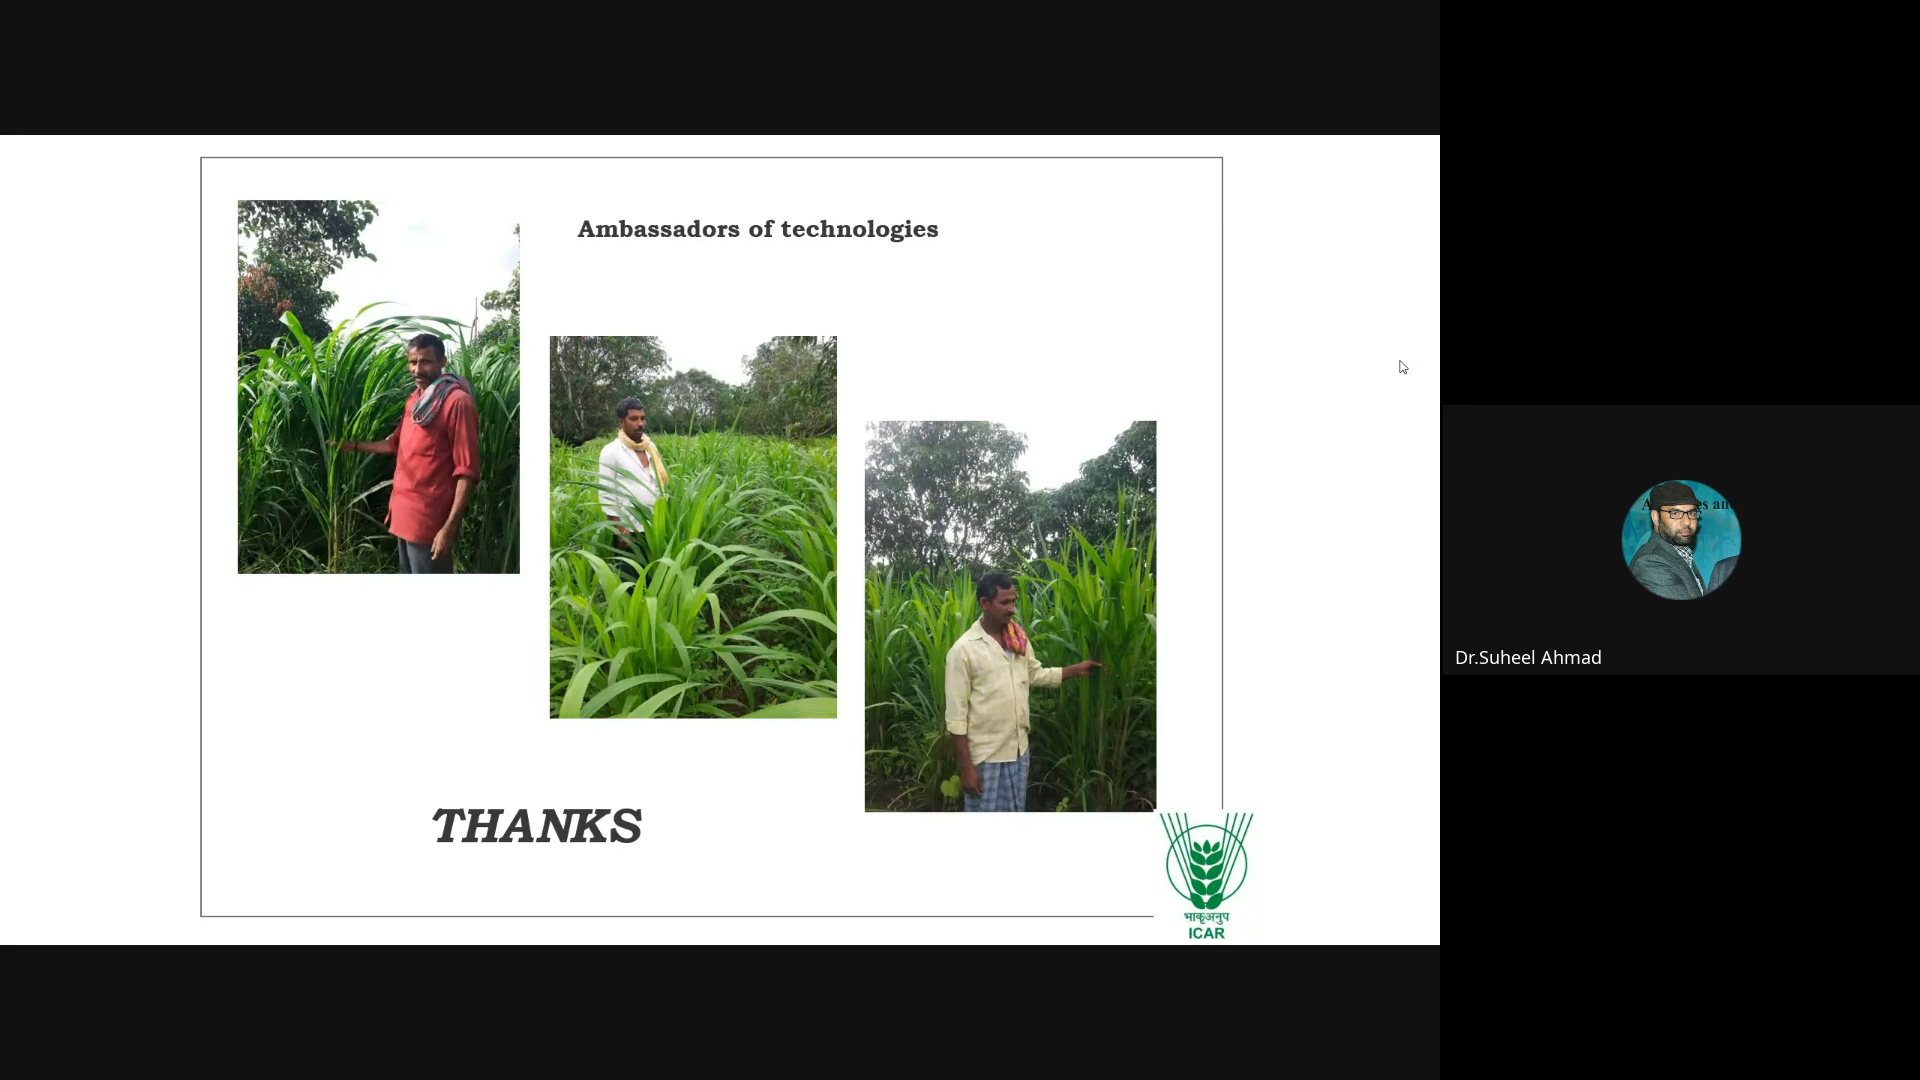 Ambassadors of technologies
THANKS
भाकृअनुप
ICAR
Dr.Suheel Ahmad